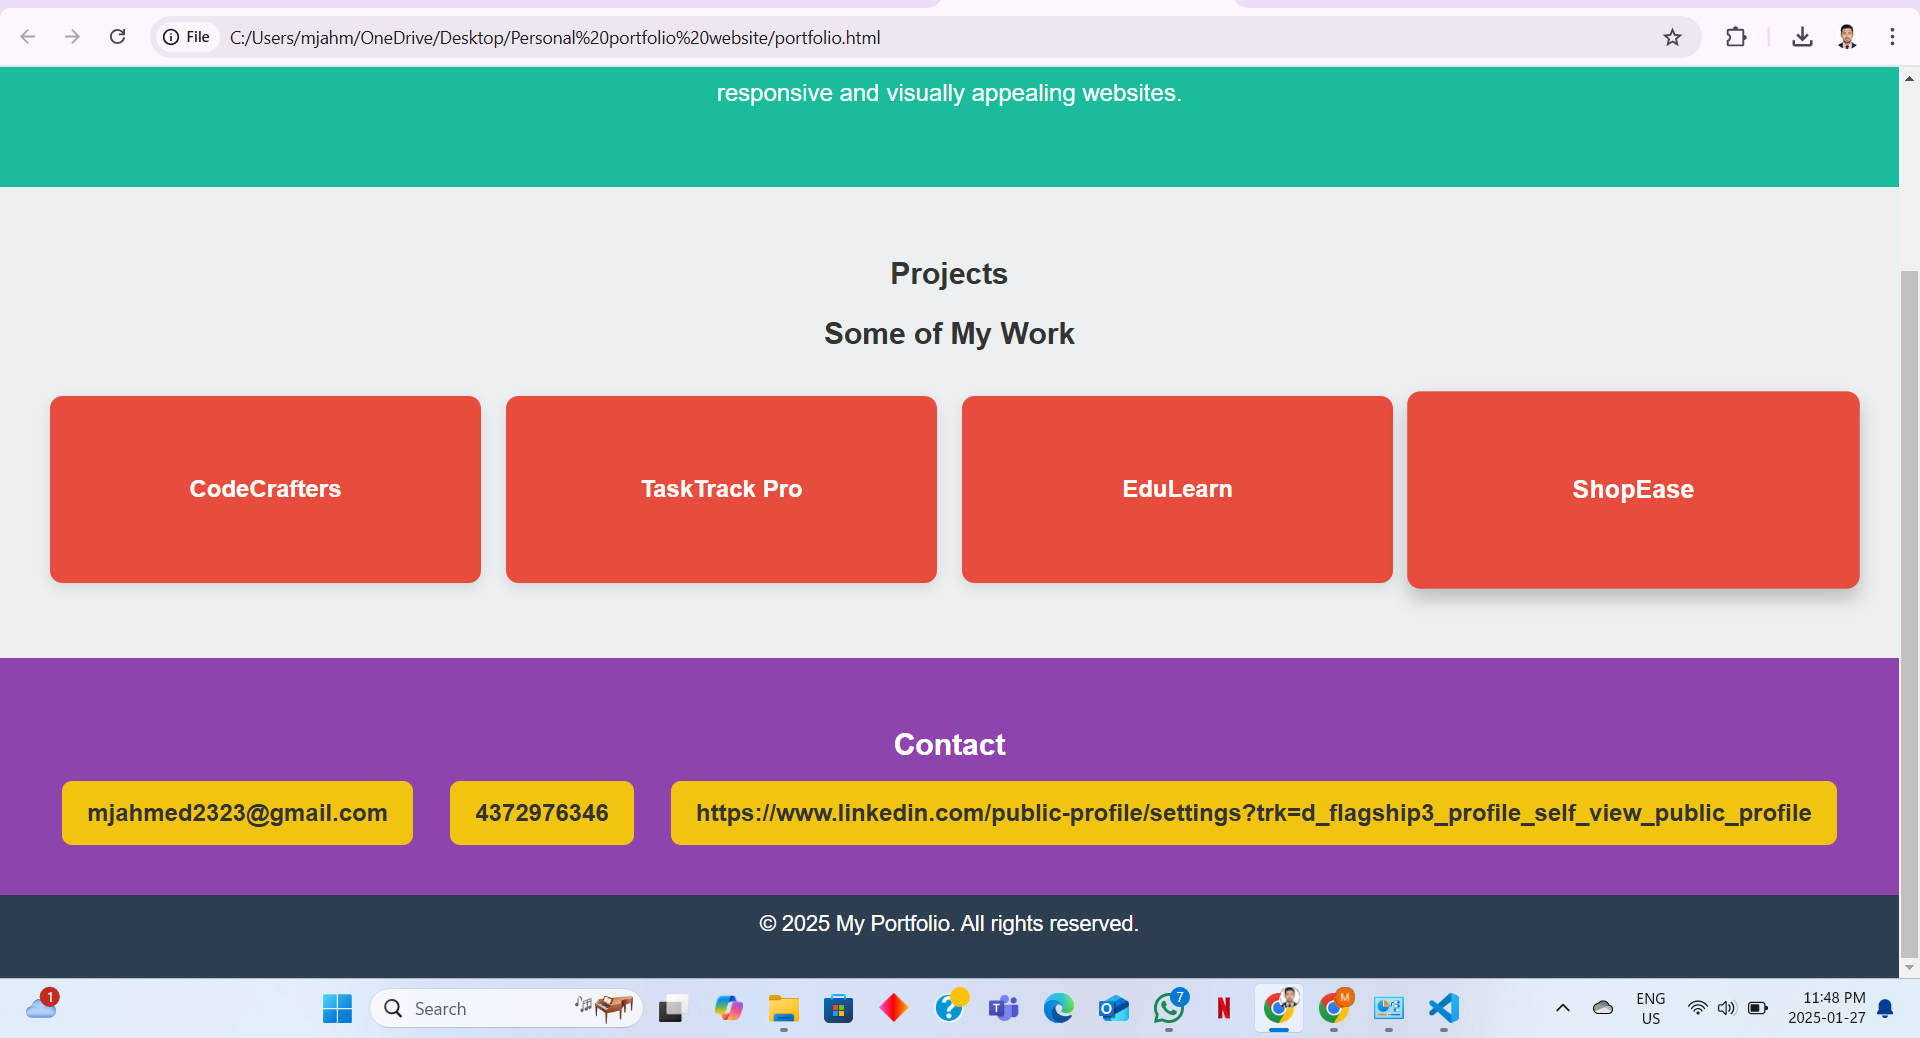 File
C:/Users/mjahm/OneDrive/Desktop/Personal%20portfolio%20website/portfolio.html
responsive and visually appealing websites.
Projects
Some of My Work
CodeCrafters
TaskTrack Pro
EduLearn
ShopEase
Contact
mjahmed2323@gmail.com
4372976346
https://www.linkedin.com/public-profile/settings?trk=d_flagship3_profile_self_view_public_profile
© 2025 My Portfolio. All rights reserved.
1
Search
7
M
ENG
US
11:48 PM
2025-01-27